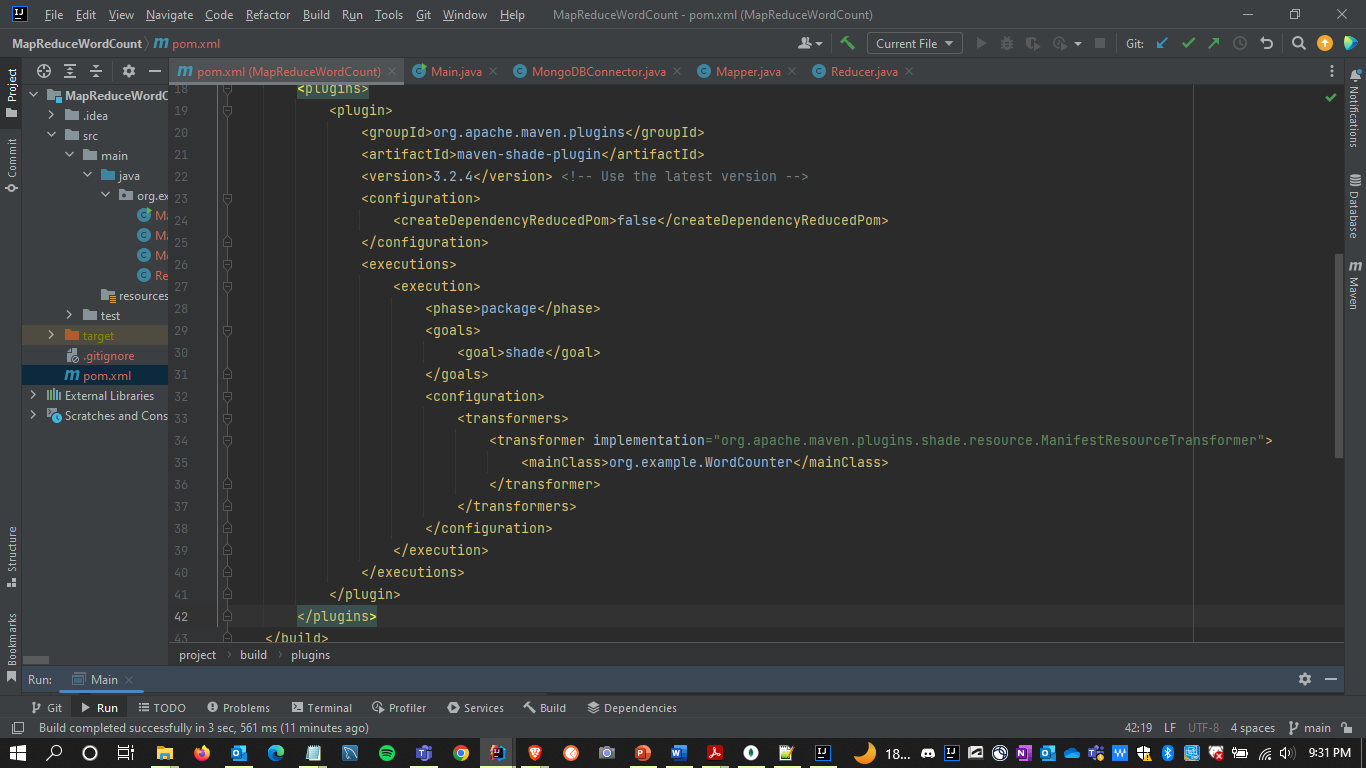 File Edit View Navigate Code Refactor Build Run Tools Git Window Help MapReduceWordCount - pom.xml (MapReduceWordCount)
MapReduceWordCount pom.xml Current File Git:
Project
pom.xml (MapReduceWordCount) Main.java MongoDBConnector.java Mapper.java Reducer.java
MapReduceWordC
.idea
src
main
java
org.ex
Ma
Ma
Mo
Re
resources
test
target
.gitignore
pom.xml
External Libraries
Scratches and Cons
Commit
Structure
Bookmarks
18 <plugins>
19 <plugin>
20 <groupId>org.apache.maven.plugins</groupId>
21 <artifactId>maven-shade-plugin</artifactId>
22 <version>3.2.4</version> <!-- Use the latest version -->
23 <configuration>
24 <createDependencyReducedPom>false</createDependencyReducedPom>
25 </configuration>
26 <executions>
27 <execution>
28 <phase>package</phase>
29 <goals>
30 <goal>shade</goal>
31 </goals>
32 <configuration>
33 <transformers>
34 <transformer implementation="org.apache.maven.plugins.shade.resource.ManifestResourceTransformer">
35 <mainClass>org.example.WordCounter</mainClass>
36 </transformer>
37 </transformers>
38 </configuration>
39 </execution>
40 </executions>
41 </plugin>
42 </plugins>
43 </build>
Notifications
Database
Maven
project build plugins
Run: Main
Git Run TODO Problems Terminal Profiler Services Build Dependencies
Build completed successfully in 3 sec, 561 ms (11 minutes ago) 42:19 LF UTF-8 4 spaces main
18... 9:31 PM